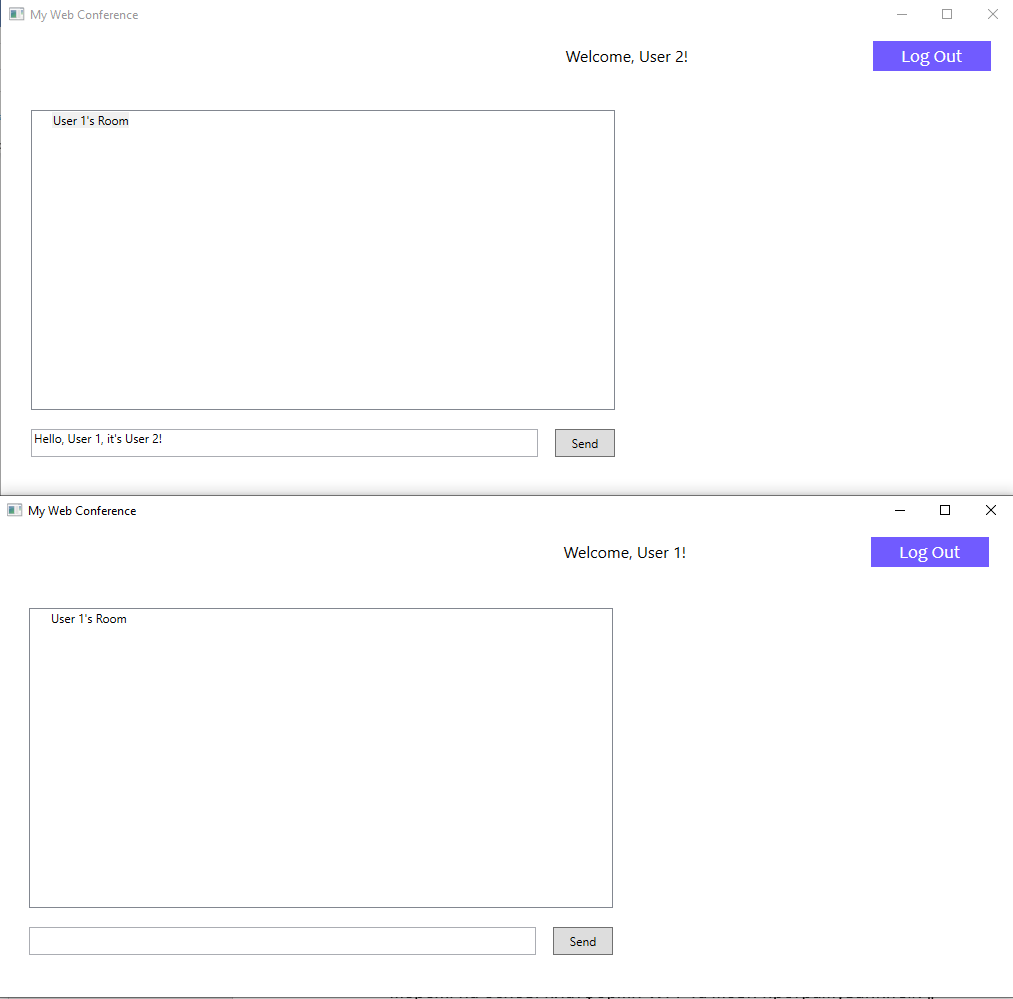 My Web Conference
Welcome, User 2!
Log Out
User 1's Room
Hello, User 1, it's User 2!
Send
My Web Conference
Welcome, User 1!
Log Out
User 1's Room
Send